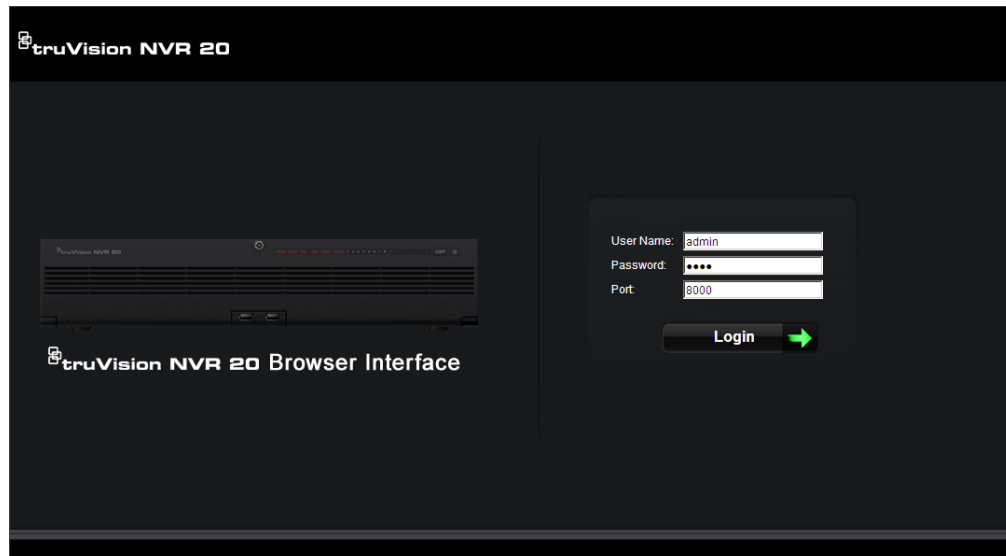 truVision NVR 20
User Name: admin
Password: ••••
Port: 8000
Login
truVision NVR 20
truVision NVR 20 Browser Interface